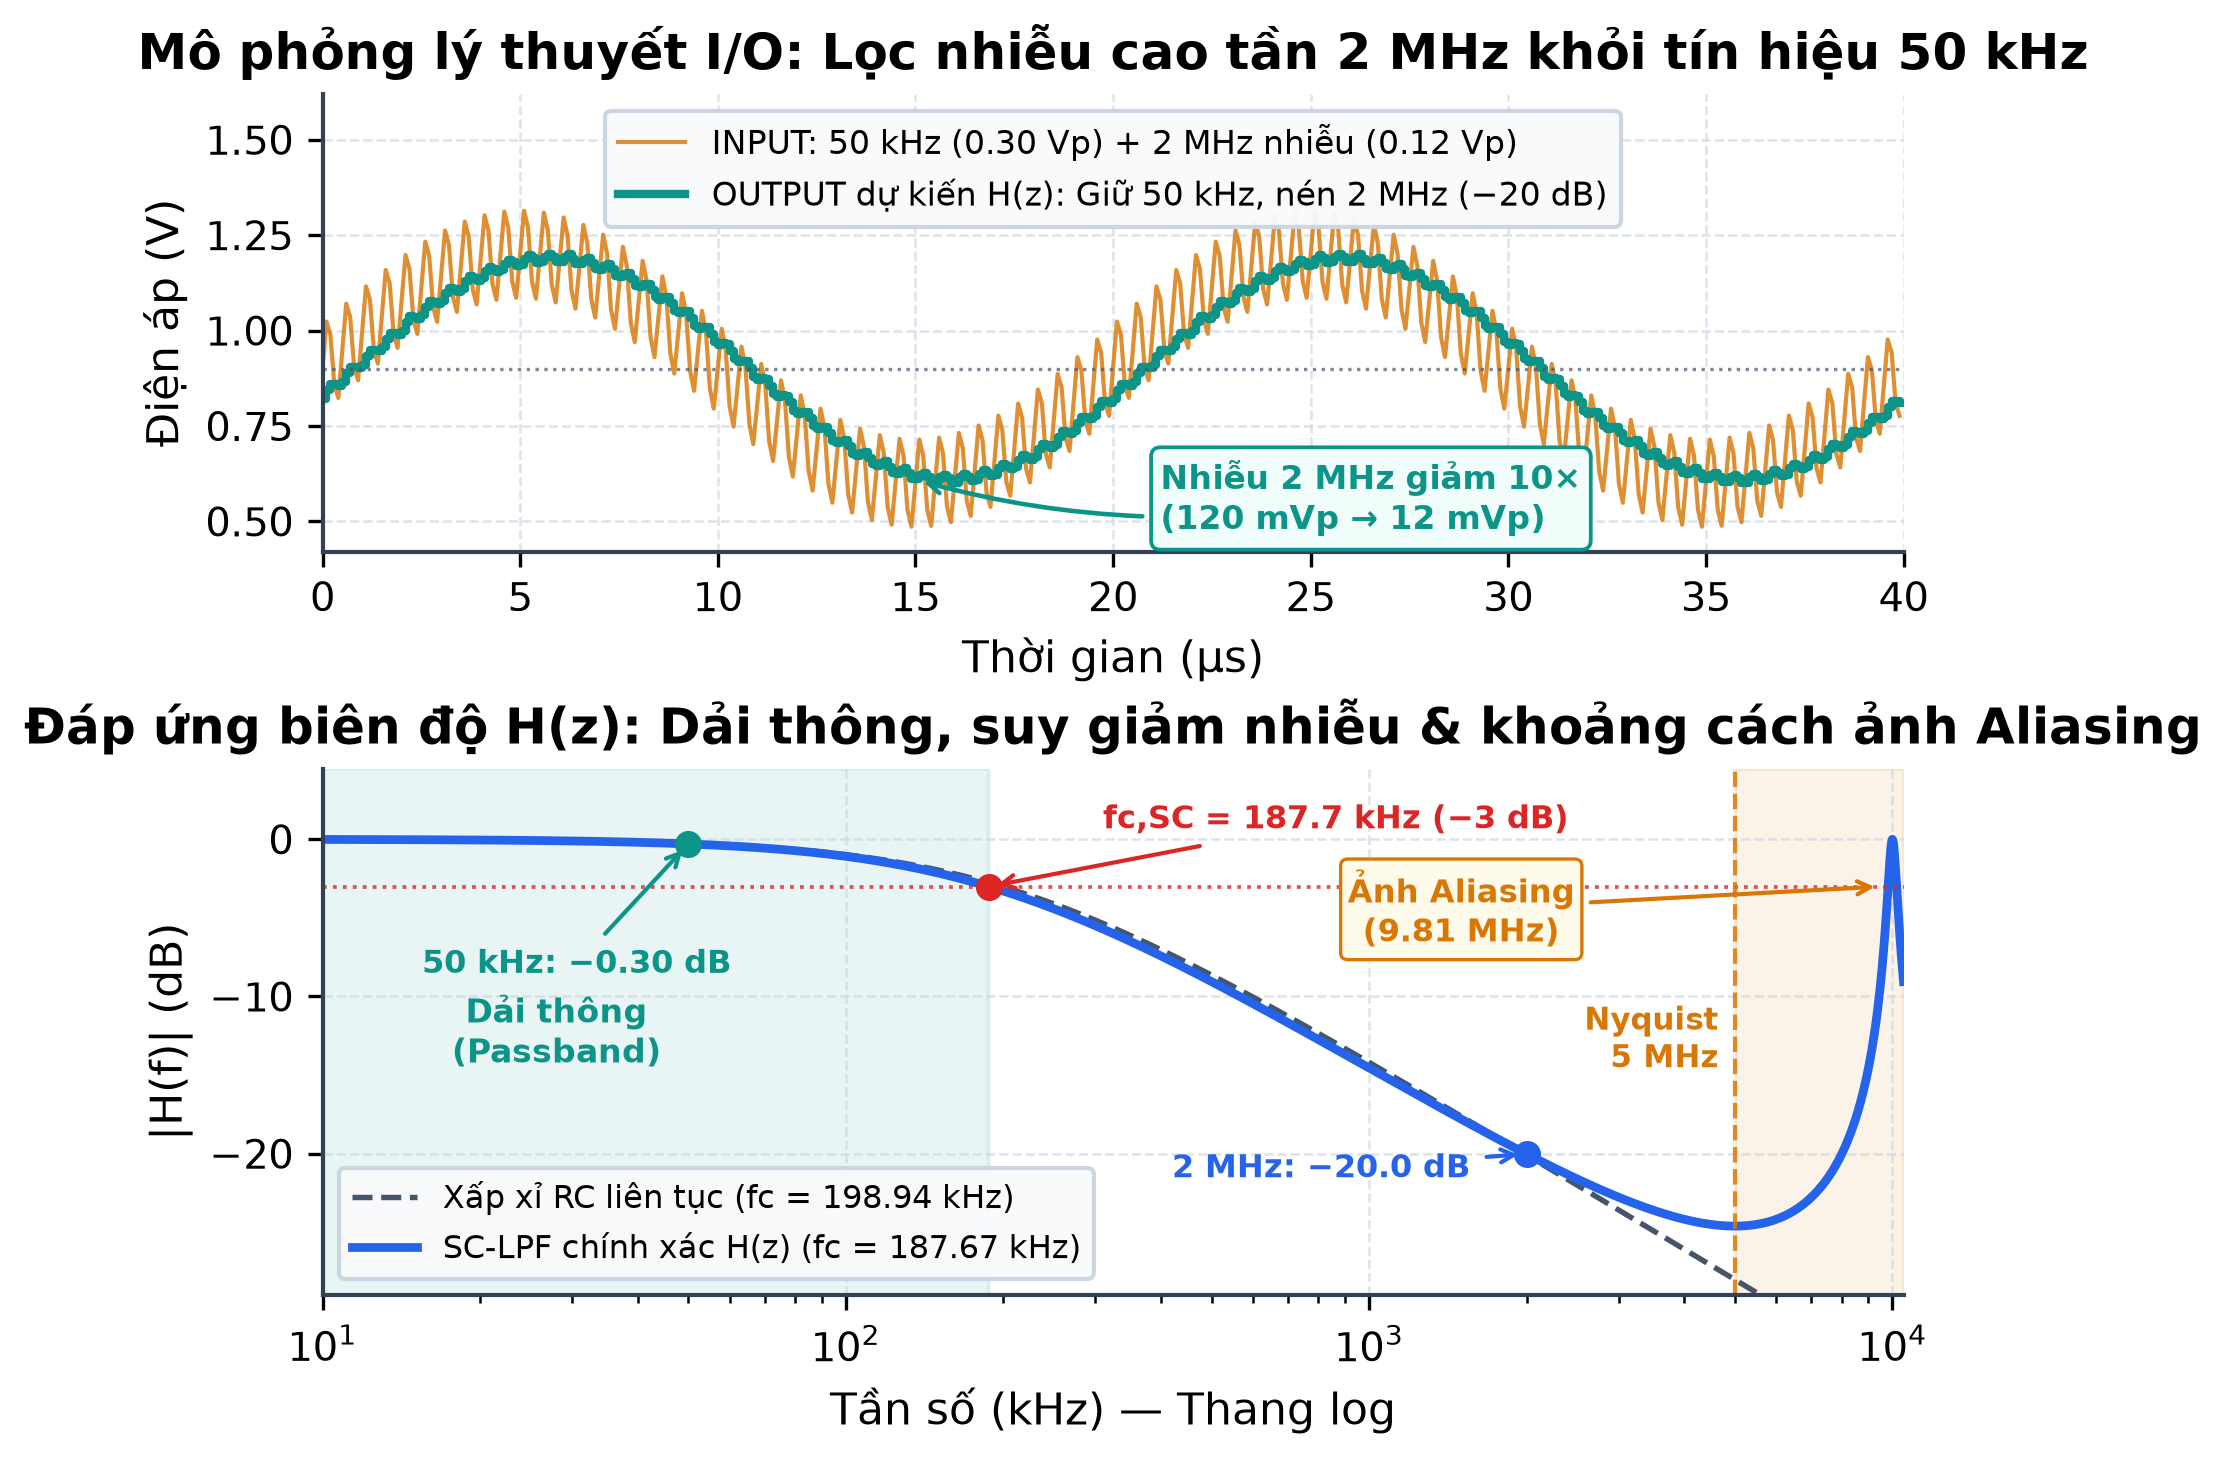 Mô phỏng lý thuyết I/O: Lọc nhiễu cao tần 2 MHz khỏi tín hiệu 50 kHz
Điện áp (V)
1.50
1.25
1.00
0.75
0.50
INPUT: 50 kHz (0.30 Vp) + 2 MHz nhiễu (0.12 Vp)
OUTPUT dự kiến H(z): Giữ 50 kHz, nén 2 MHz (−20 dB)
Nhiễu 2 MHz giảm 10×
(120 mVp → 12 mVp)
0 5 10 15 20 25 30 35 40
Thời gian (µs)
Đáp ứng biên độ H(z): Dải thông, suy giảm nhiễu & khoảng cách ảnh Aliasing
|H(f)| (dB)
0
−10
−20
fc,SC = 187.7 kHz (−3 dB)
Ảnh Aliasing
(9.81 MHz)
50 kHz: −0.30 dB
Dải thông
(Passband)
Nyquist
5 MHz
2 MHz: −20.0 dB
Xấp xỉ RC liên tục (fc = 198.94 kHz)
SC-LPF chính xác H(z) (fc = 187.67 kHz)
10¹ 10² 10³ 10⁴
Tần số (kHz) — Thang log